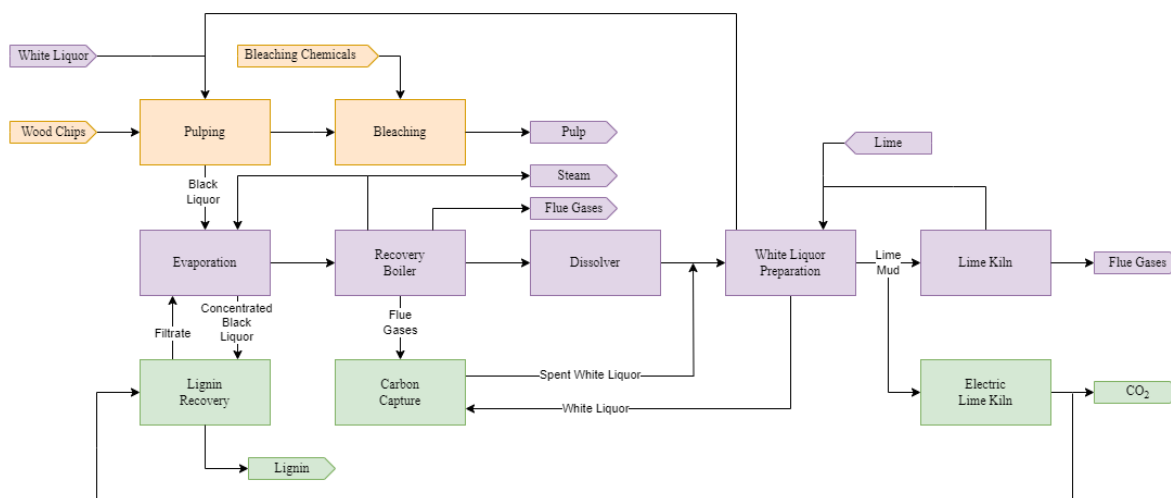 White Liquor
Bleaching Chemicals
Wood Chips
Pulping
Bleaching
Pulp
Lime
Black
Liquor
Steam
Flue Gases
Evaporation
Recovery
Boiler
Dissolver
White Liquor
Preparation
Lime
Mud
Lime Kiln
Flue Gases
Filtrate
Concentrated
Black
Liquor
Flue
Gases
Lignin
Recovery
Carbon
Capture
Spent White Liquor
White Liquor
Electric
Lime Kiln
CO₂
Lignin